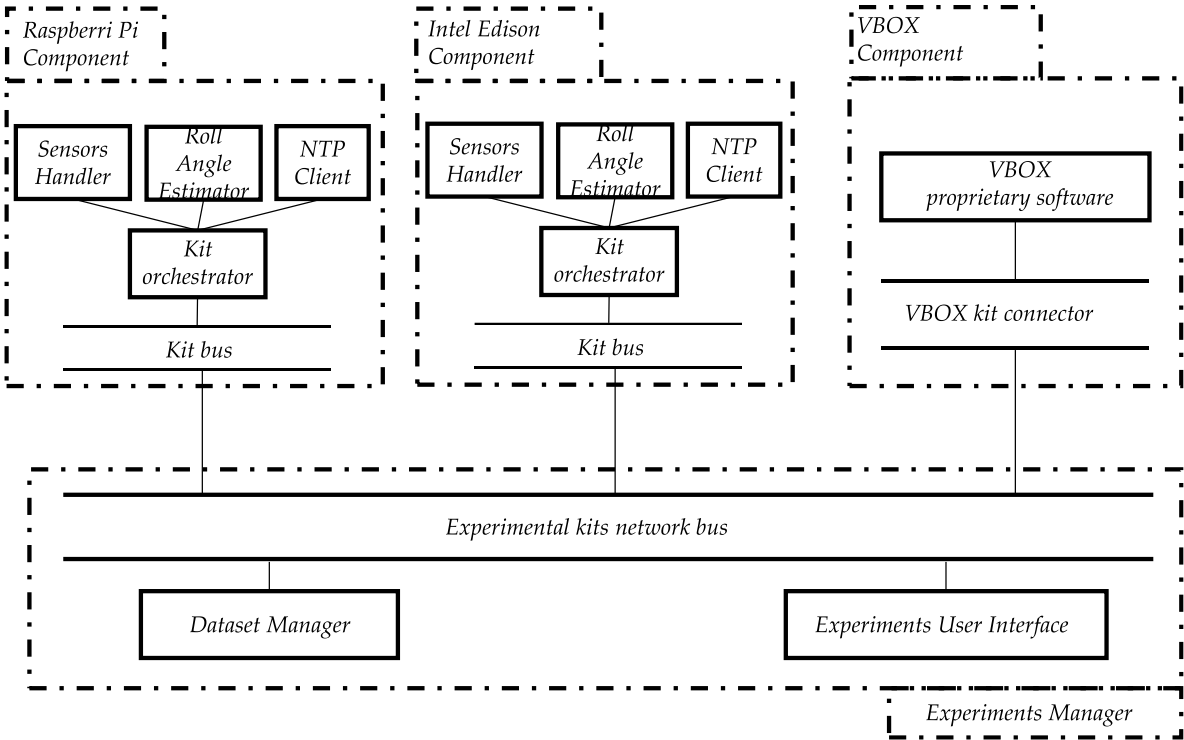 Raspberri Pi
Component
Intel Edison
Component
VBOX
Component
Sensors
Handler
Roll
Angle
Estimator
NTP
Client
Kit
orchestrator
Kit bus
Sensors
Handler
Roll
Angle
Estimator
NTP
Client
Kit
orchestrator
Kit bus
VBOX
proprietary software
VBOX kit connector
Experimental kits network bus
Dataset Manager
Experiments User Interface
Experiments Manager